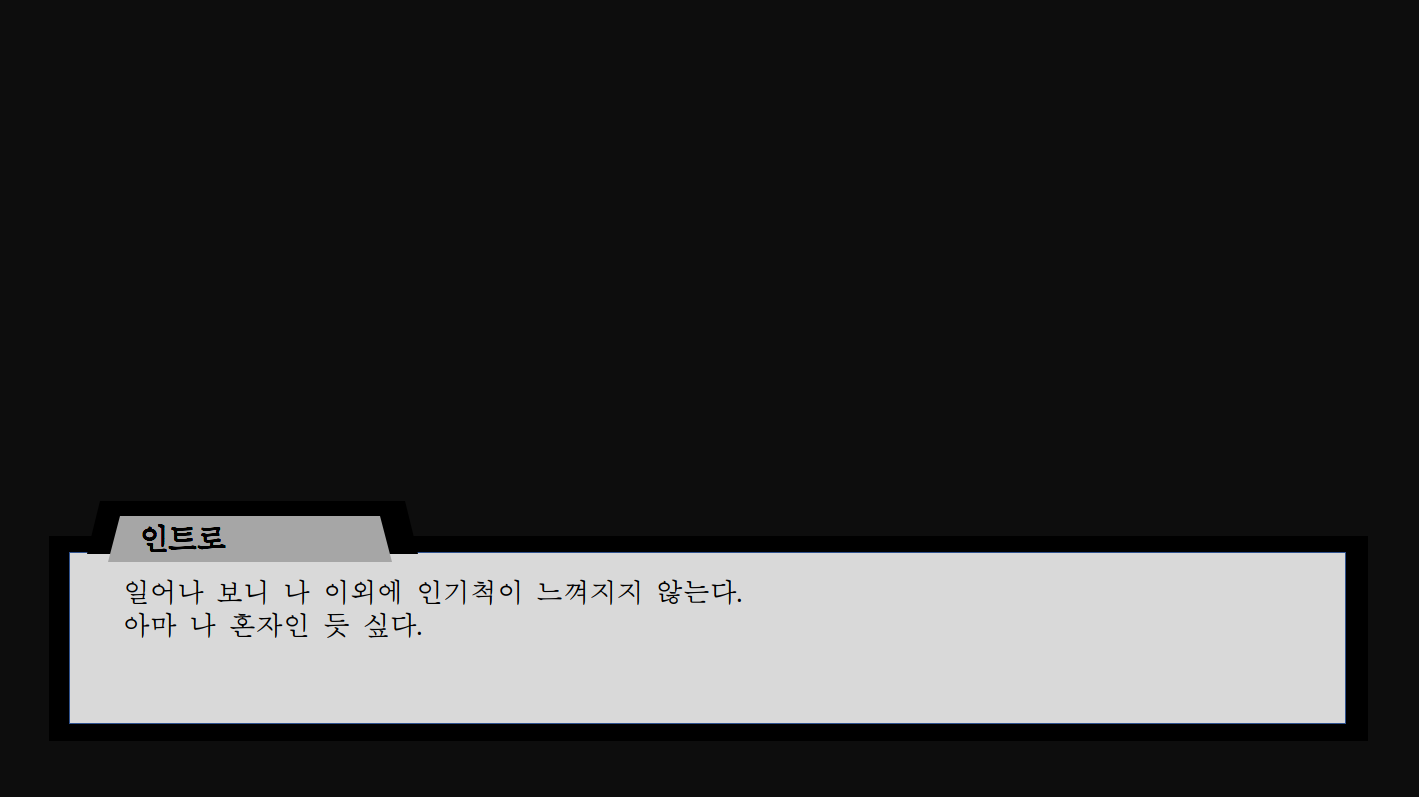 인트로
일어나 보니 나 이외에 인기척이 느껴지지 않는다.
아마 나 혼자인 듯 싶다.